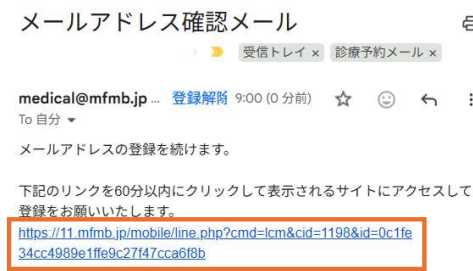 メールアドレス確認メール
受信トレイ × 診療予約メール ×
medical@mfmb.jp ... 登録解除 9:00 (0 分前)
To 自分
メールアドレスの登録を続けます。
下記のリンクを60分以内にクリックして表示されるサイトにアクセスして
登録をお願いいたします。
https://11.mfmb.jp/mobile/line.php?cmd=lcm&cid=1198&id=0c1fe
34cc4989e1ffe9c27f47cca6f8b